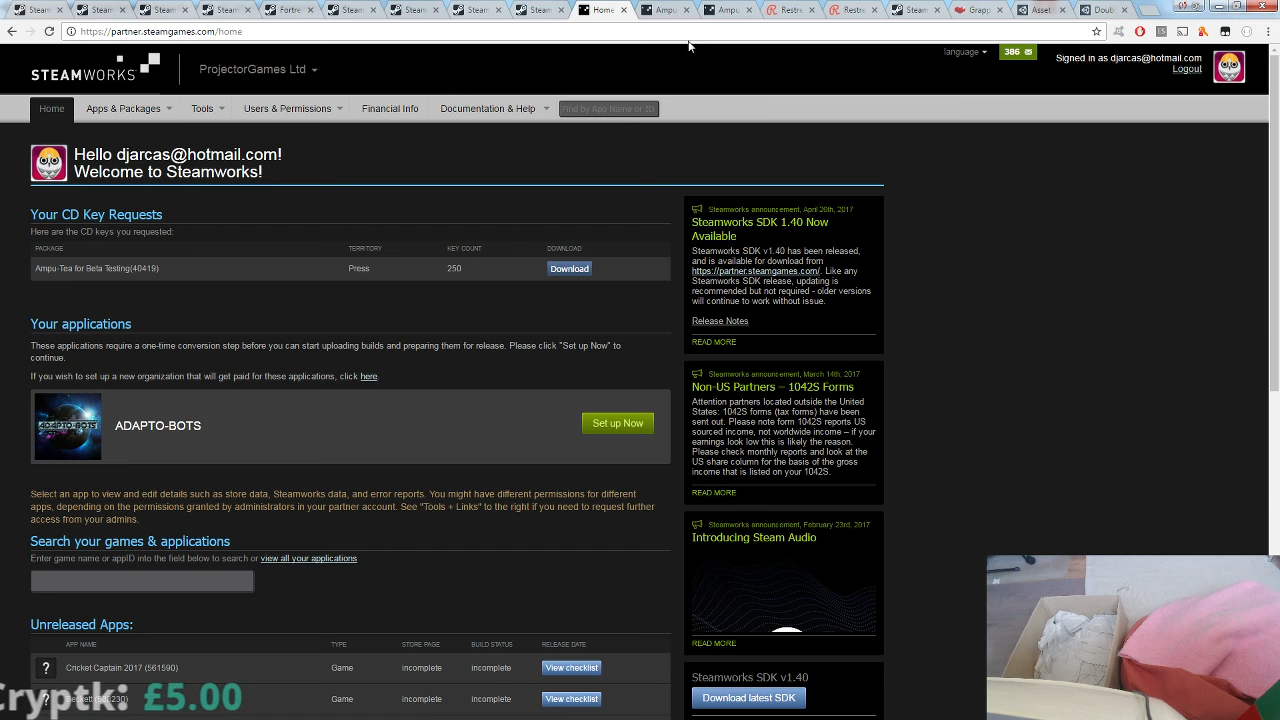 Steam
Steam
Steam
Steam
Fortre
Steam
Steam
Steam
Steam
Home
Ampu
Ampu
Restre
Restre
Steam
Grapp
Asset
Doubl
https://partner.steamgames.com/home
STEAMWORKS
ProjectorGames Ltd
language
386
Signed in as djarcas@hotmail.com
Logout
Home
Apps & Packages
Tools
Users & Permissions
Financial Info
Documentation & Help
Find by App Name or ID
Hello djarcas@hotmail.com!
Welcome to Steamworks!
Your CD Key Requests
Here are the CD keys you requested:
PACKAGE
TERRITORY
KEY COUNT
DOWNLOAD
Ampu-Tea for Beta Testing(40419)
Press
250
Download
Your applications
These applications require a one-time conversion step before you can start uploading builds and preparing them for release. Please click "Set up Now" to
continue.
If you wish to set up a new organization that will get paid for these applications, click here.
ADAPTO-BOTS
ADAPTO-BOTS
Set up Now
Select an app to view and edit details such as store data, Steamworks data, and error reports. You might have different permissions for different
apps, depending on the permissions granted by administrators in your partner account. See "Tools + Links" to the right if you need to request further
access from your admins.
Search your games & applications
Enter game name or appID into the field below to search or view all your applications
Unreleased Apps:
APP NAME
TYPE
STORE PAGE
BUILD STATUS
RELEASE DATE
Cricket Captain 2017 (561590)
Game
incomplete
incomplete
View checklist
Game
incomplete
incomplete
View checklist
£5.00
Steamworks announcement, April 26th, 2017
Steamworks SDK 1.40 Now
Available
Steamworks SDK v1.40 has been released,
and is available for download from
https://partner.steamgames.com/. Like any
Steamworks SDK release, updating is
recommended but not required - older versions
will continue to work without issue.
Release Notes
READ MORE
Steamworks announcement, March 14th, 2017
Non-US Partners – 1042S Forms
Attention partners located outside the United
States: 1042S forms (tax forms) have been
sent out. Please note form 1042S reports US
sourced income, not worldwide income – if your
earnings look low this is likely the reason.
Please check monthly reports and look at the
US share column for the basis of the gross
income that is listed on your 1042S.
READ MORE
Steamworks announcement, February 23rd, 2017
Introducing Steam Audio
READ MORE
Steamworks SDK v1.40
Download latest SDK